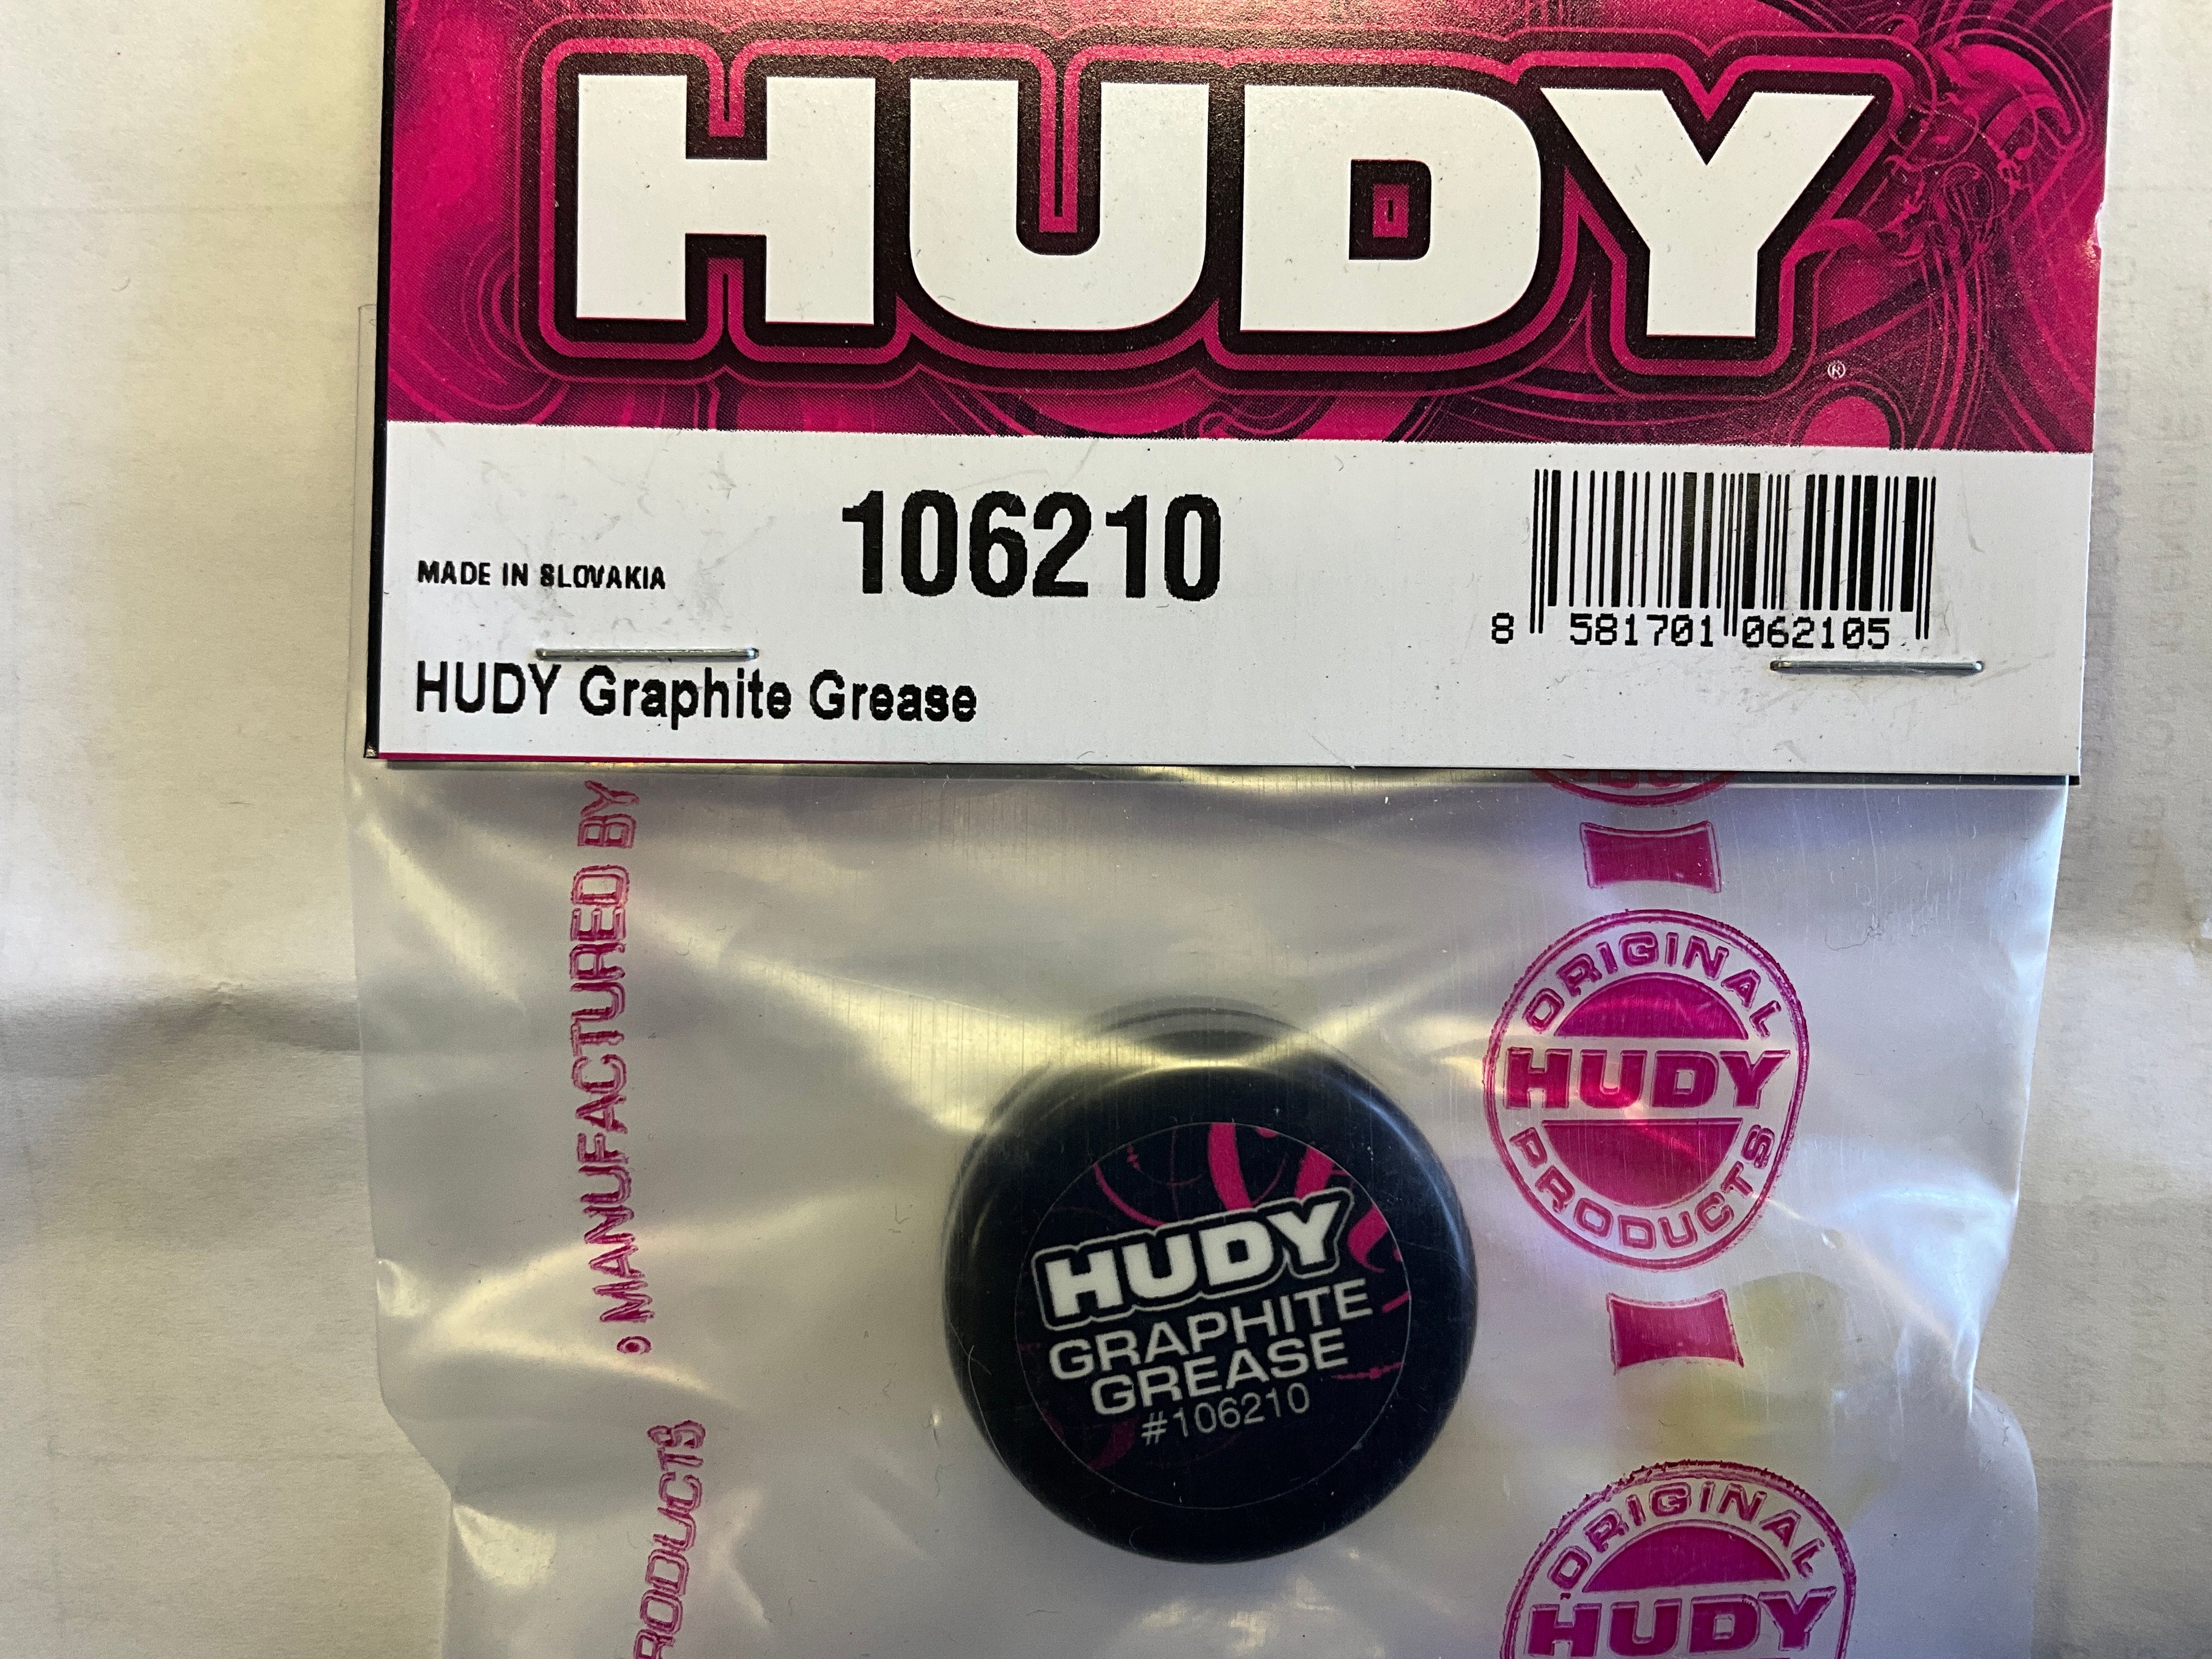 HUDY
®
106210
MADE IN SLOVAKIA
8 581701 062105
HUDY Graphite Grease
MANUFACTURED BY
ORIGINAL
HUDY
PRODUCTS
HUDY
GRAPHITE
GREASE
#106210
ORIGINAL
HUDY